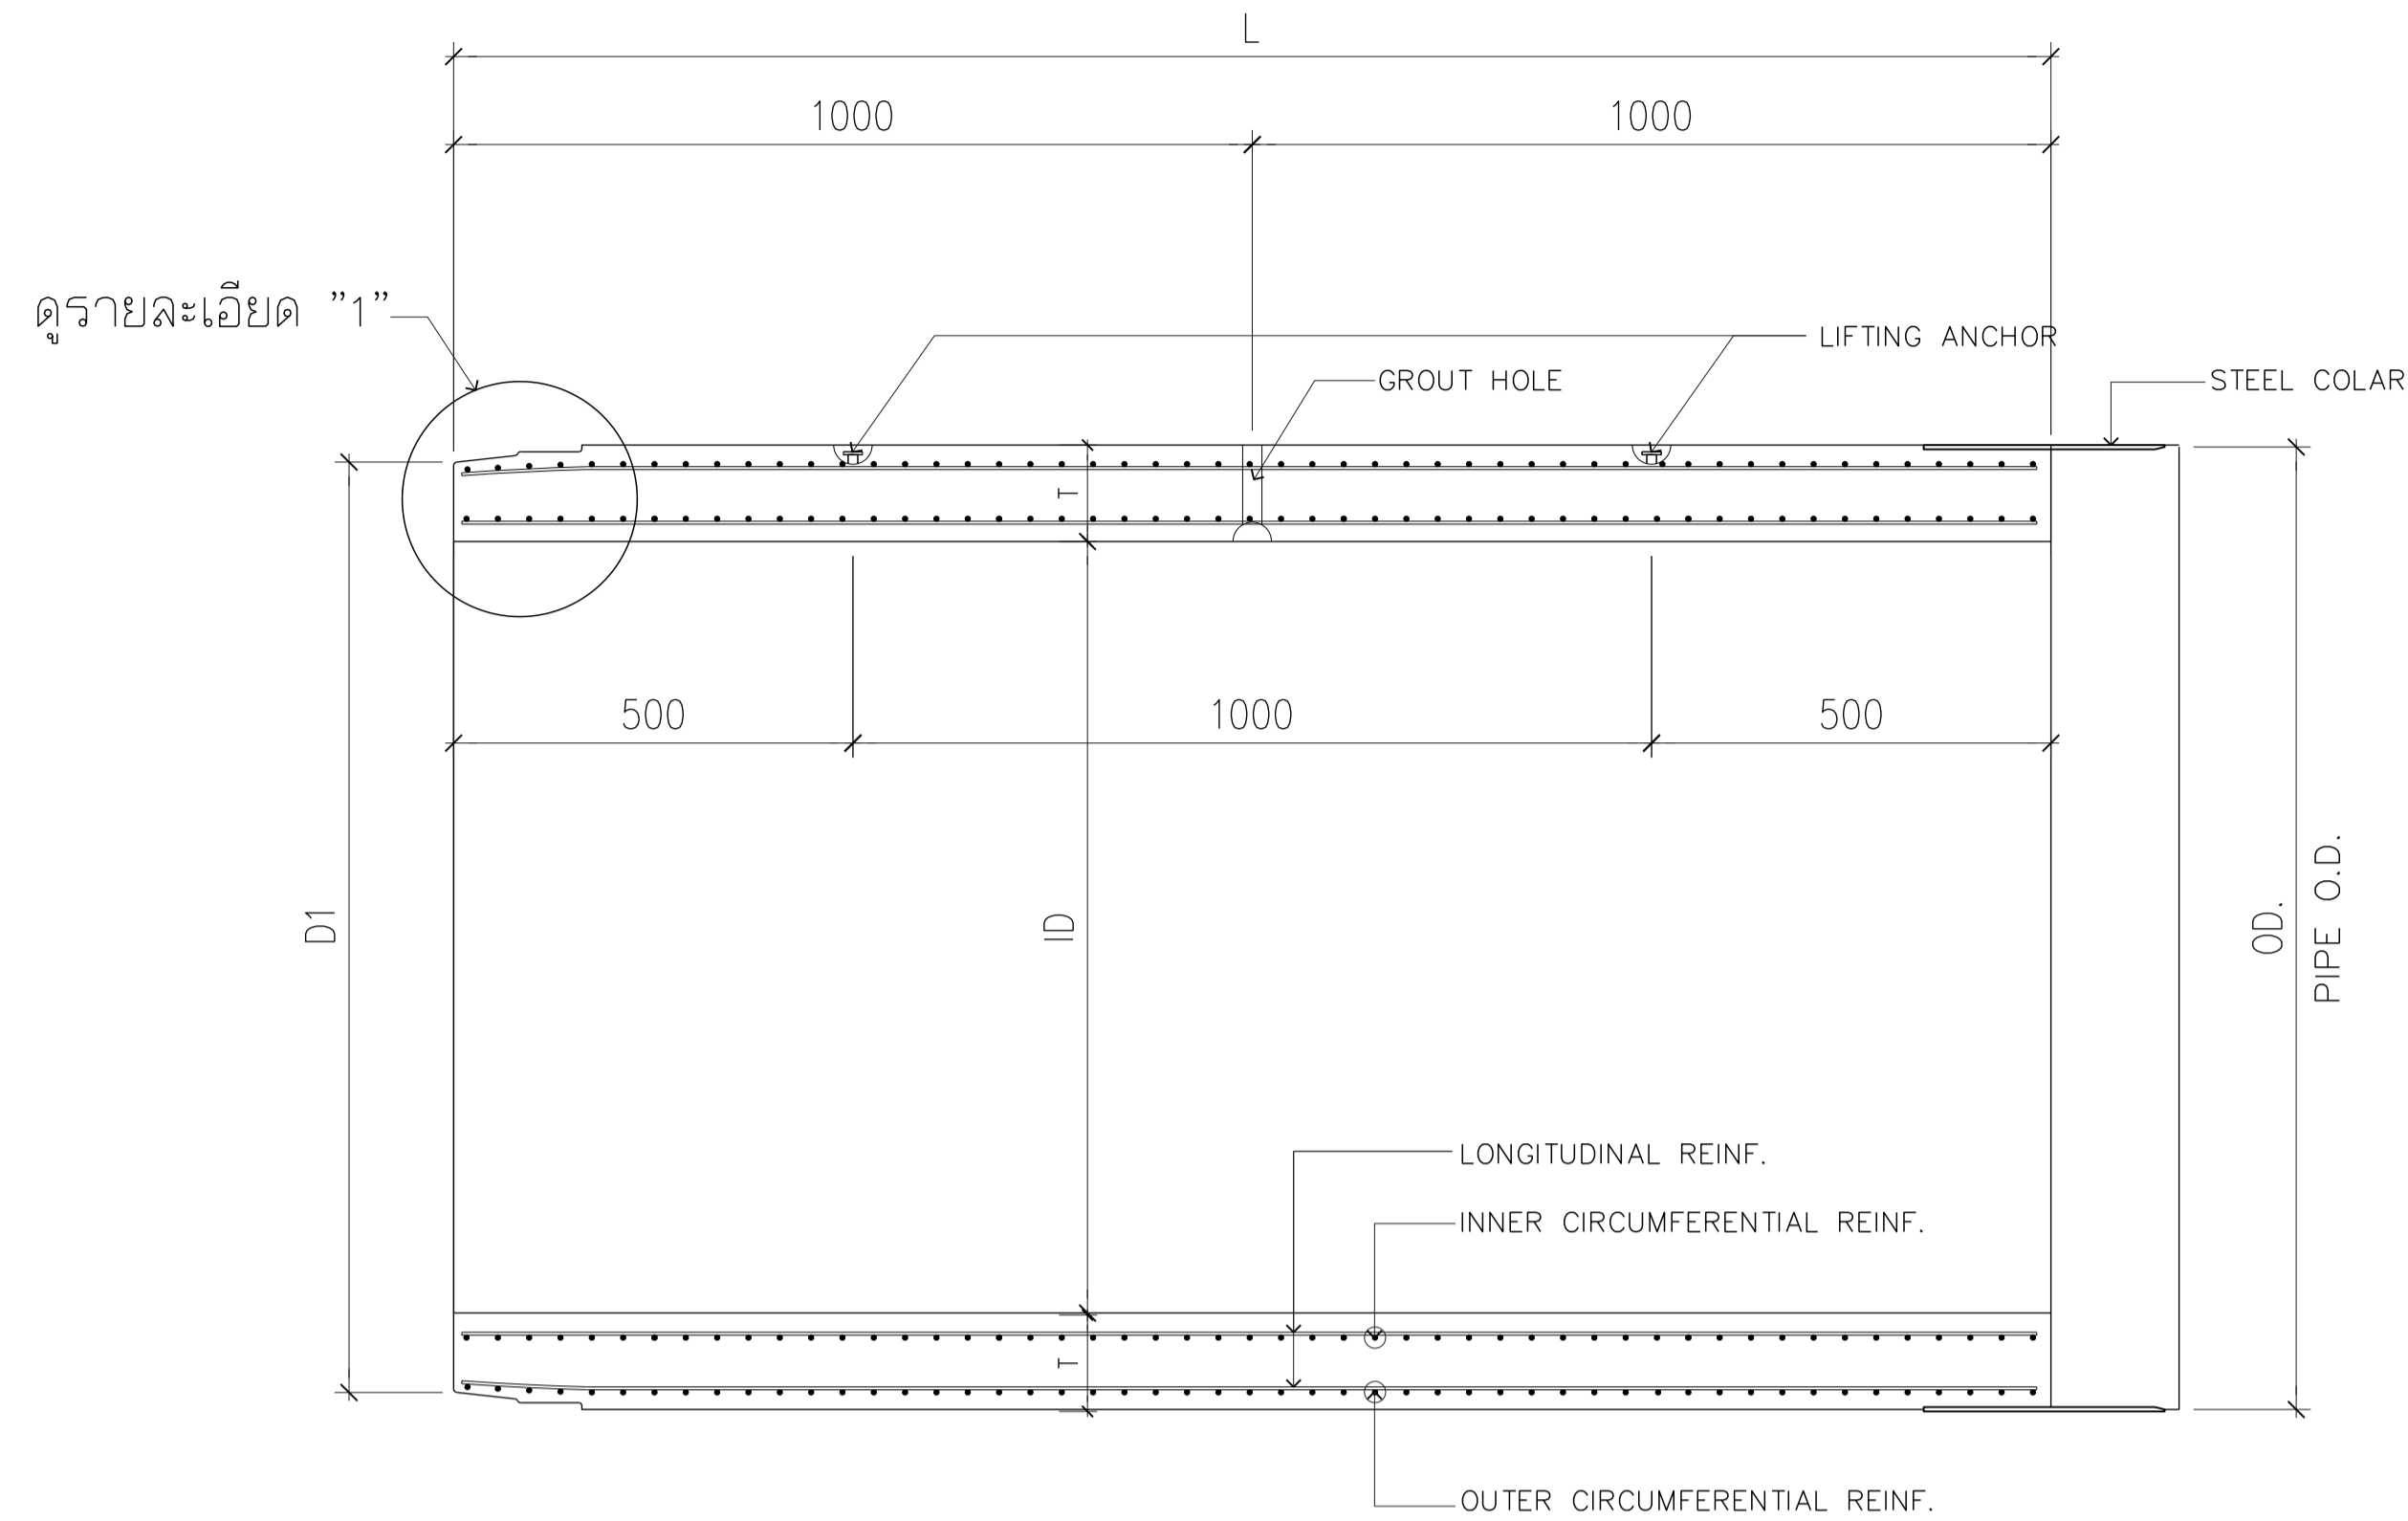 L
1000
1000
ดูรายละเอียด "1"
LIFTING ANCHOR
GROUT HOLE
STEEL COLAR
T
500
1000
500
D1
ID
OD.
PIPE O.D.
LONGITUDINAL REINF.
INNER CIRCUMFERENTIAL REINF.
T
OUTER CIRCUMFERENTIAL REINF.